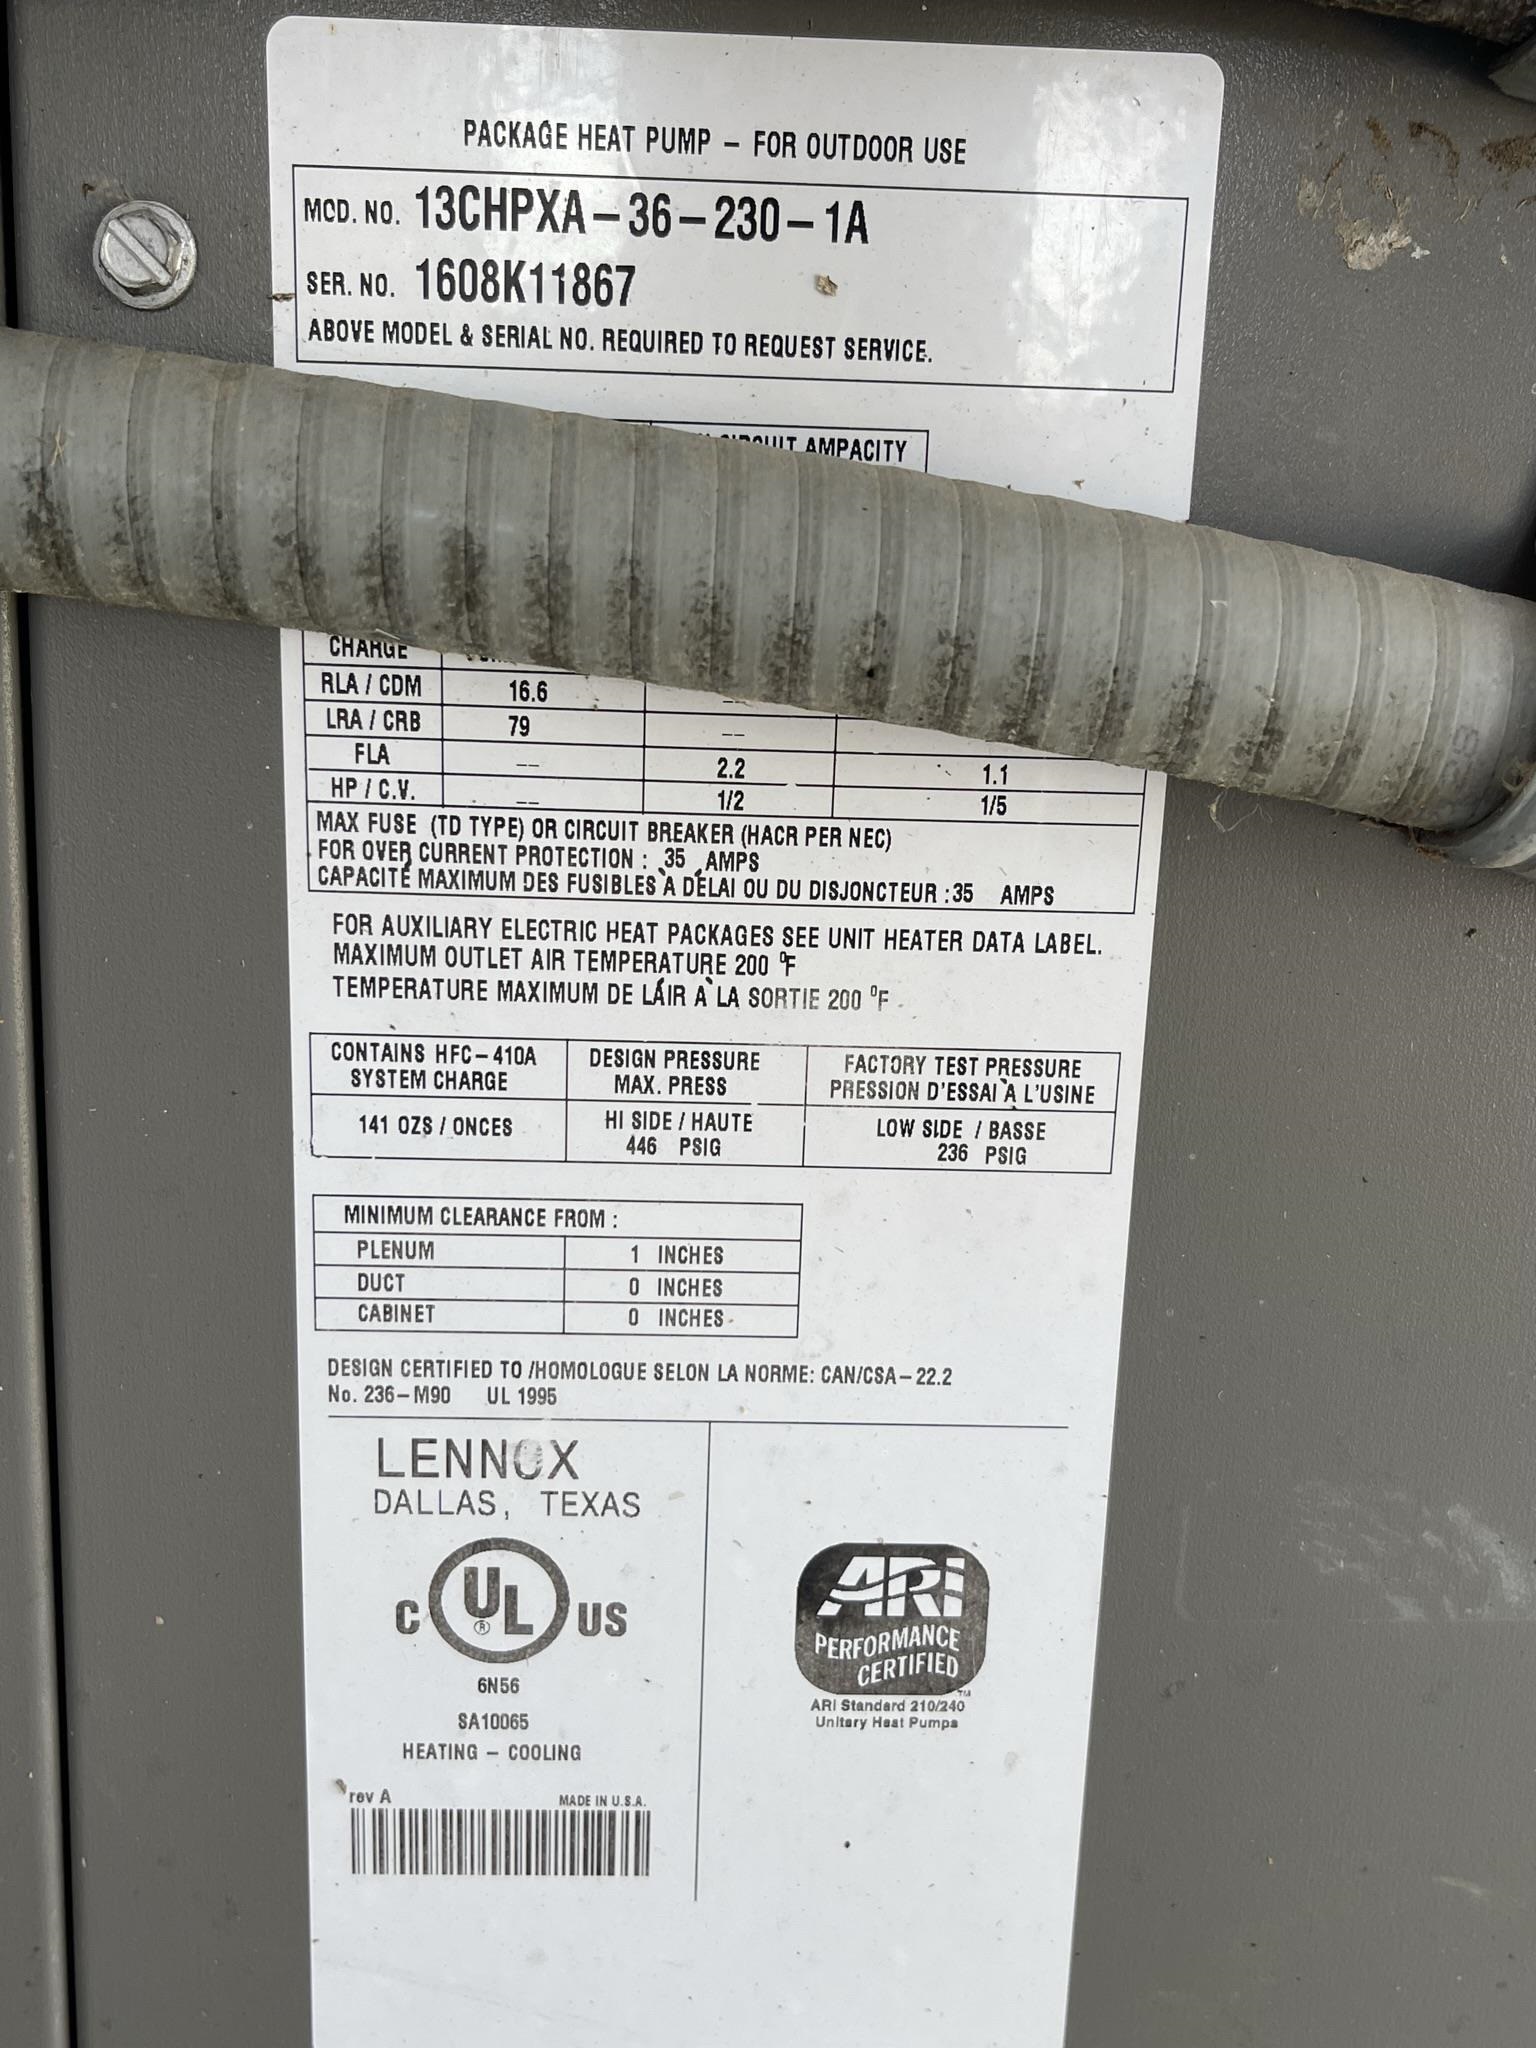 PACKAGE HEAT PUMP – FOR OUTDOOR USE
MOD. NO. 13CHPXA–36–230–1A
SER. NO. 1608K11867
ABOVE MODEL & SERIAL NO. REQUIRED TO REQUEST SERVICE.
CIRCUIT AMPACITY
CHARGE
RLA / CDM 16.6 --
LRA / CRB 79 --
FLA -- 2.2 1.1
HP / C.V. -- 1/2 1/5
MAX FUSE (TD TYPE) OR CIRCUIT BREAKER (HACR PER NEC)
FOR OVER CURRENT PROTECTION : 35 AMPS
CAPACITÉ MAXIMUM DES FUSIBLES À DÉLAI OU DU DISJONCTEUR : 35 AMPS
FOR AUXILIARY ELECTRIC HEAT PACKAGES SEE UNIT HEATER DATA LABEL.
MAXIMUM OUTLET AIR TEMPERATURE 200 °F
TEMPERATURE MAXIMUM DE LÁIR À LA SORTIE 200 °F
CONTAINS HFC–410A DESIGN PRESSURE FACTORY TEST PRESSURE
SYSTEM CHARGE MAX. PRESS PRESSION D'ESSAI À L'USINE
141 OZS / ONCES HI SIDE / HAUTE LOW SIDE / BASSE
446 PSIG 236 PSIG
MINIMUM CLEARANCE FROM :
PLENUM 1 INCHES
DUCT 0 INCHES
CABINET 0 INCHES
DESIGN CERTIFIED TO /HOMOLOGUE SELON LA NORME: CAN/CSA–22.2
No. 236–M90 UL 1995
LENNOX
DALLAS, TEXAS
C UL ® US
6N56
SA10065
HEATING – COOLING
rev A MADE IN U.S.A.
ARI
PERFORMANCE
CERTIFIED
TM
ARI Standard 210/240
Unitary Heat Pumps